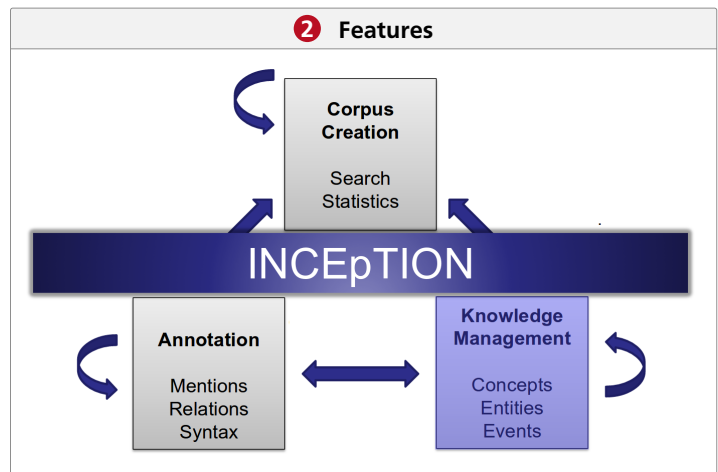 2 Features
Corpus
Creation
Search
Statistics
INCEpTION
Annotation
Mentions
Relations
Syntax
Knowledge
Management
Concepts
Entities
Events